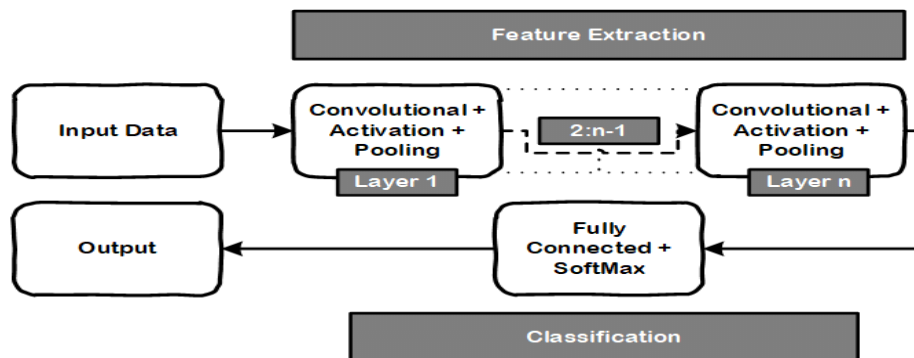 Feature Extraction
Input Data
Convolutional +
Activation +
Pooling
Layer 1
2:n-1
Convolutional +
Activation +
Pooling
Layer n
Output
Fully
Connected +
SoftMax
Classification